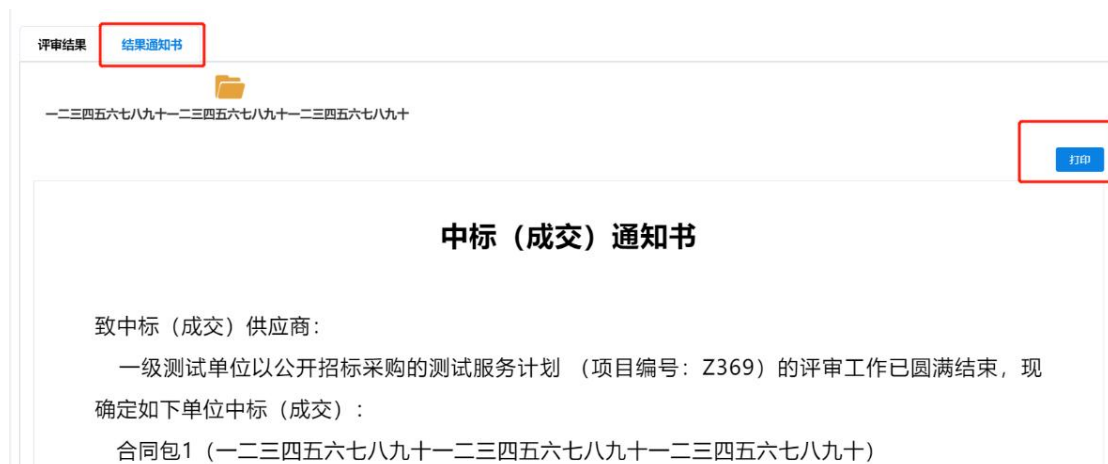 评审结果 结果通知书
一二三四五六七八九十一二三四五六七八九十一二三四五六七八九十
打印
中标（成交）通知书
致中标（成交）供应商：
一级测试单位以公开招标采购的测试服务计划 （项目编号：Z369）的评审工作已圆满结束，现
确定如下单位中标（成交）：
合同包1（一二三四五六七八九十一二三四五六七八九十一二三四五六七八九十）